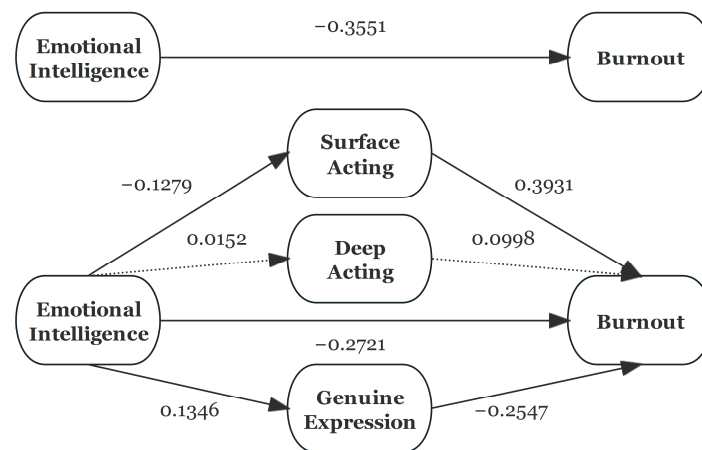 −0.3551
Emotional
Intelligence
Burnout
Surface
Acting
−0.1279
0.3931
0.0152
Deep
Acting
0.0998
Emotional
Intelligence
Burnout
−0.2721
Genuine
Expression
0.1346
−0.2547